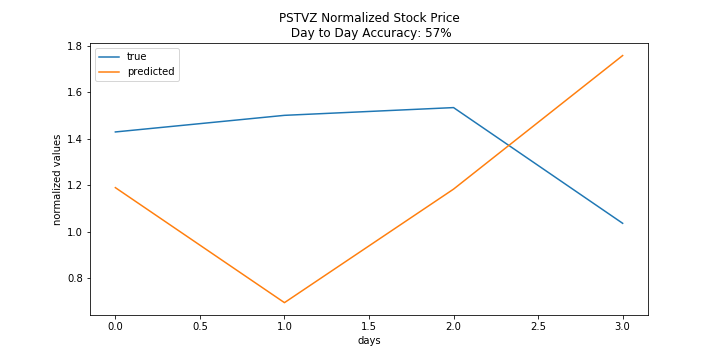 PSTVZ Normalized Stock Price
Day to Day Accuracy: 57%
true
predicted
normalized values
1.8
1.6
1.4
1.2
1.0
0.8
0.0 0.5 1.0 1.5 2.0 2.5 3.0
days